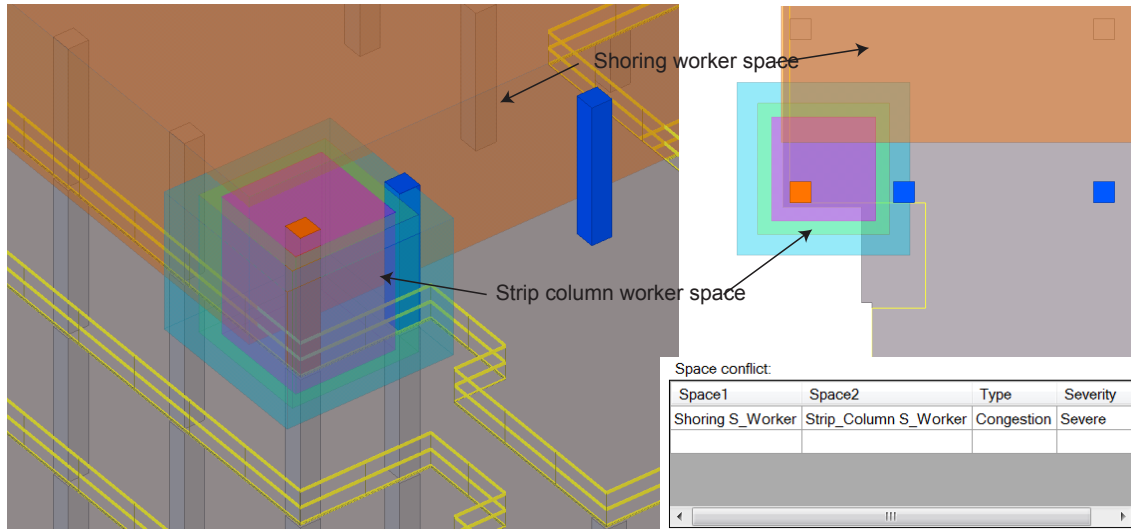 Shoring worker space
Strip column worker space
Space conflict:
Space1 Space2 Type Severity
Shoring S_Worker Strip_Column S_Worker Congestion Severe